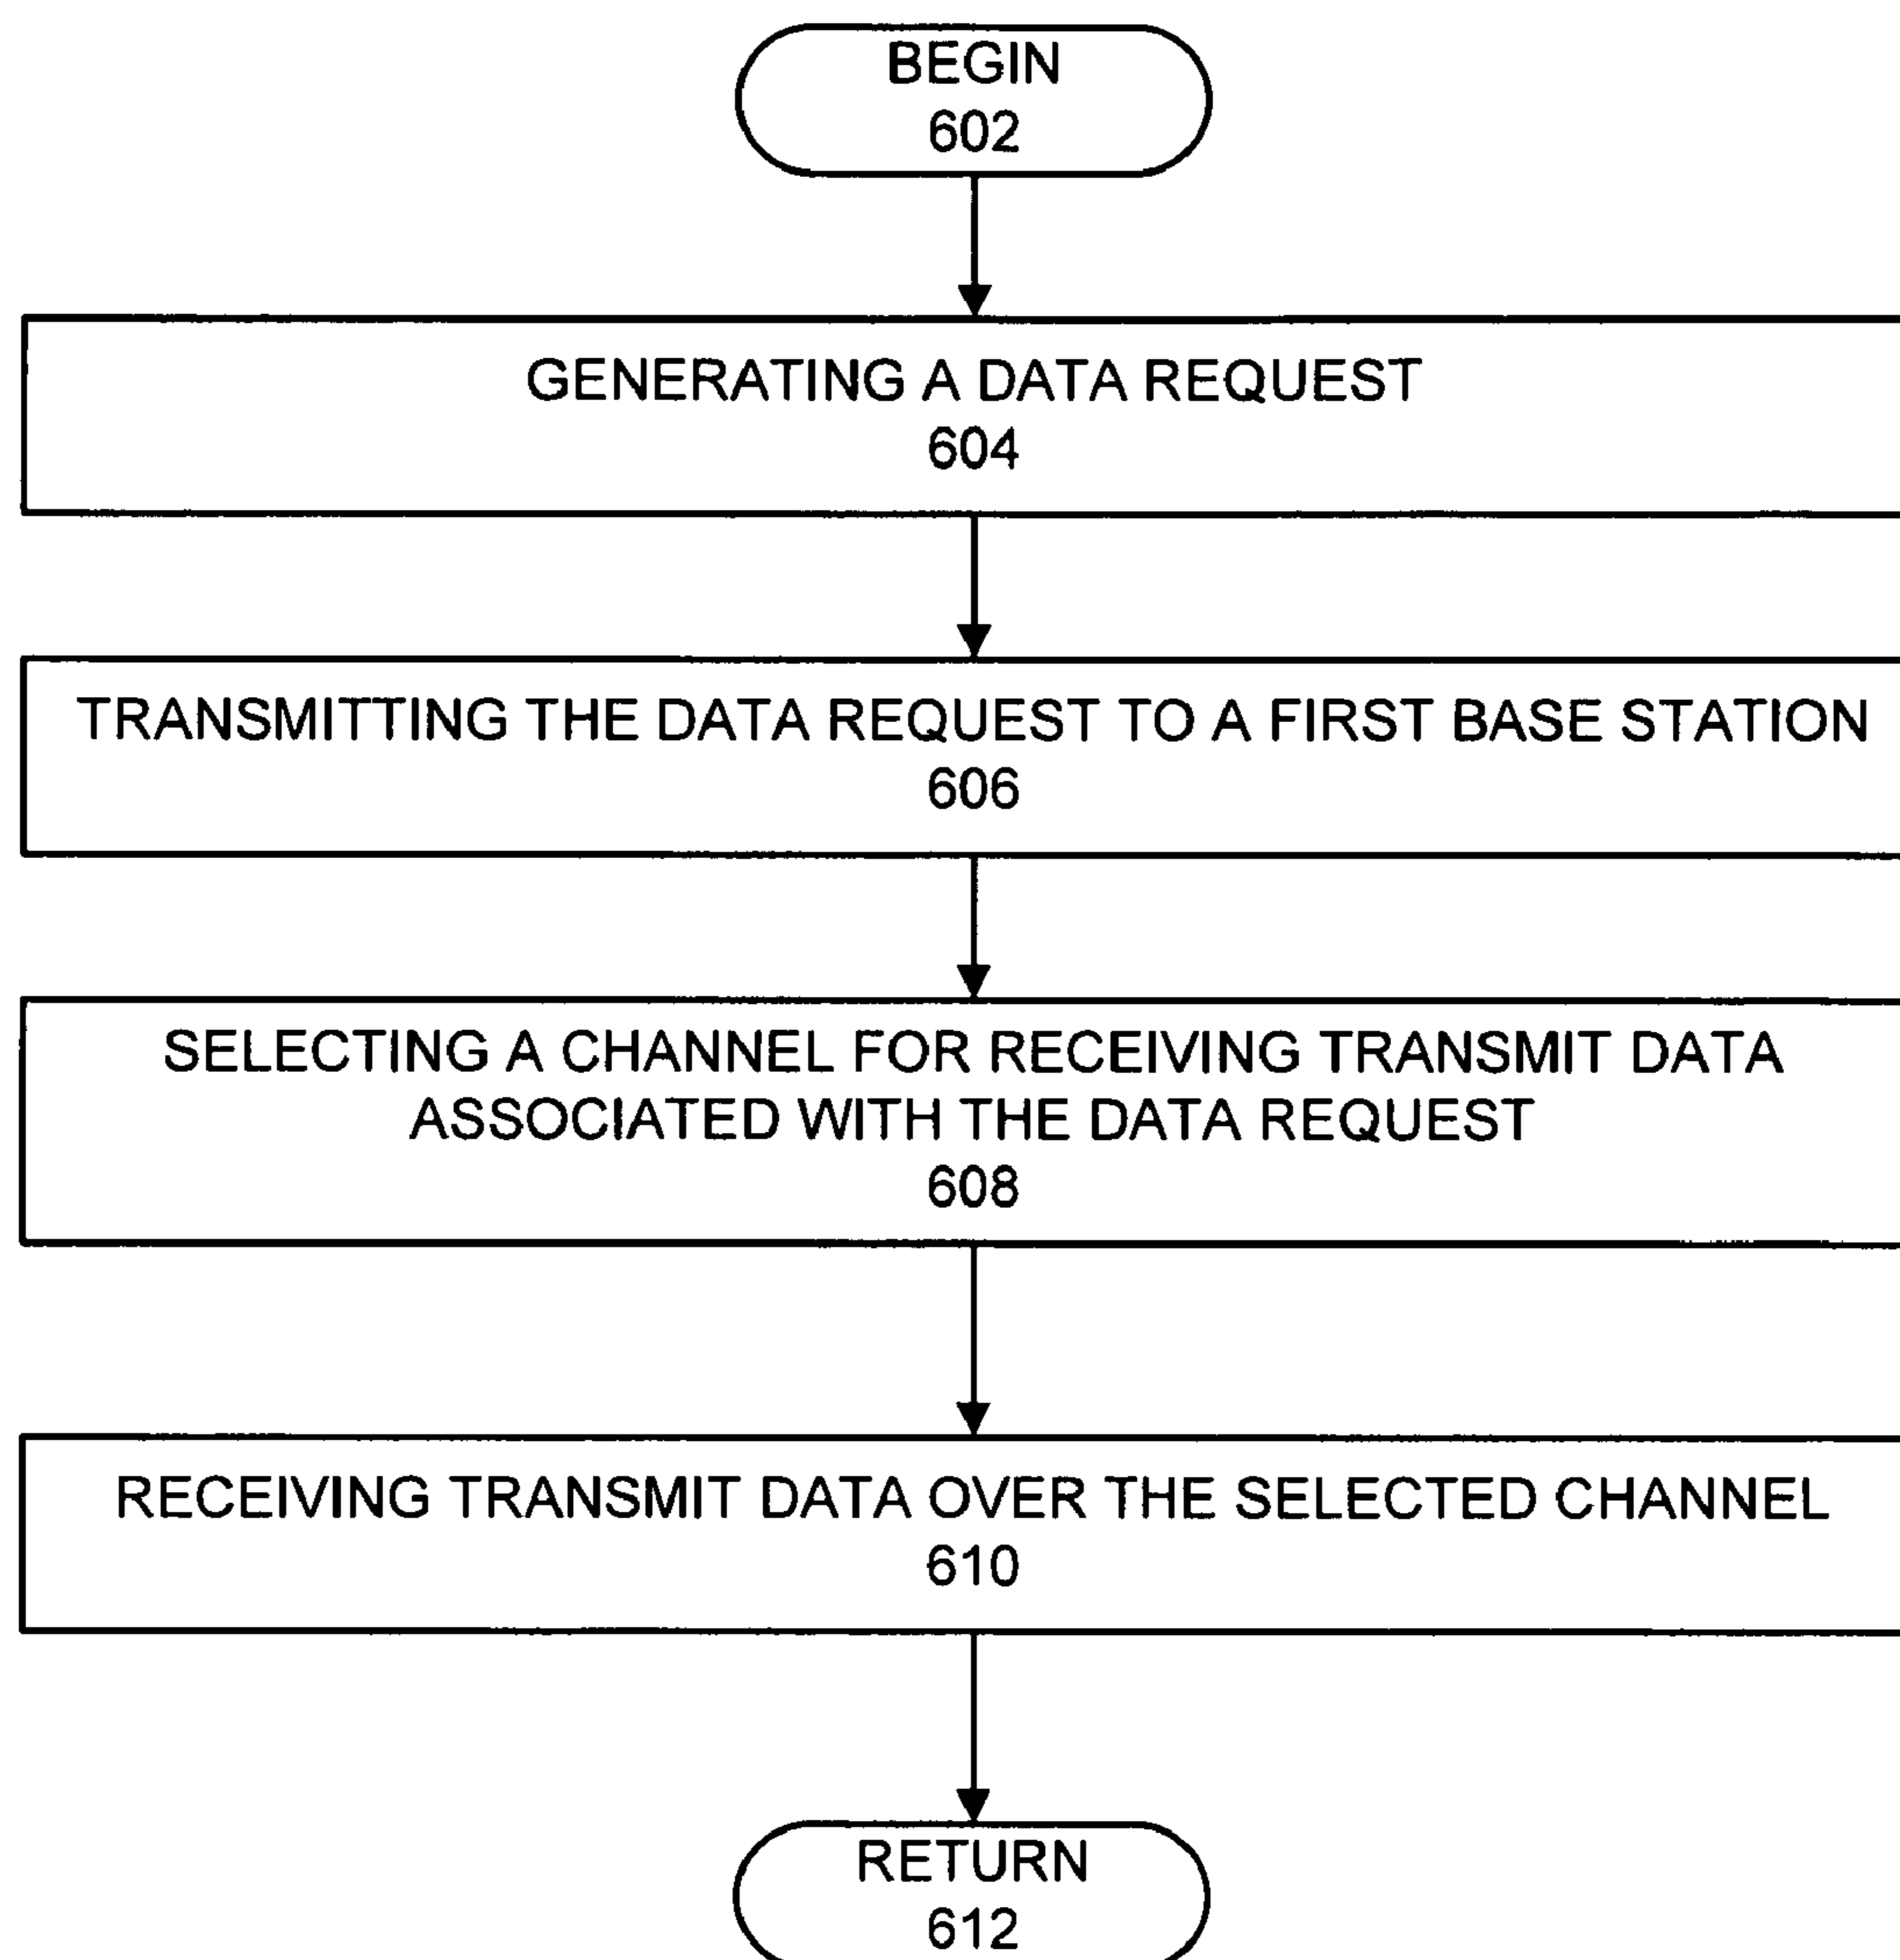 BEGIN
602
GENERATING A DATA REQUEST
604
TRANSMITTING THE DATA REQUEST TO A FIRST BASE STATION
606
SELECTING A CHANNEL FOR RECEIVING TRANSMIT DATA
ASSOCIATED WITH THE DATA REQUEST
608
RECEIVING TRANSMIT DATA OVER THE SELECTED CHANNEL
610
RETURN
612